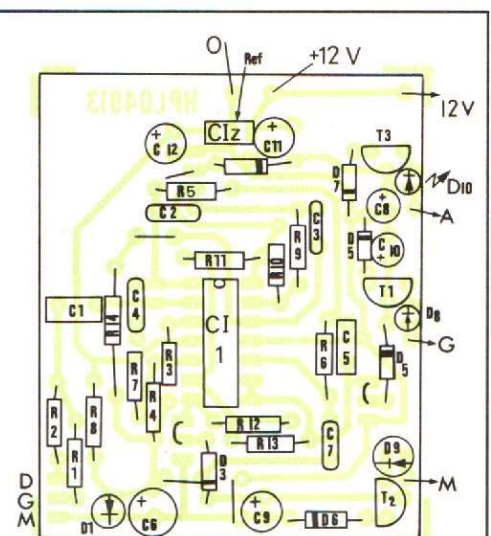 O
Ref
+12 V
HPL04913
12V
CIz
C12
C11
T3
D7
D10
R5
C8
A
C2
C3
R9
D5
C10
R11
R10
T1
C1
R14
C4
CI
1
D8
G
R6
C5
D5
R7
R3
R4
R2
R8
R12
R13
R1
D3
C7
D9
M
D
G
M
D1
C6
C9
D6
T2